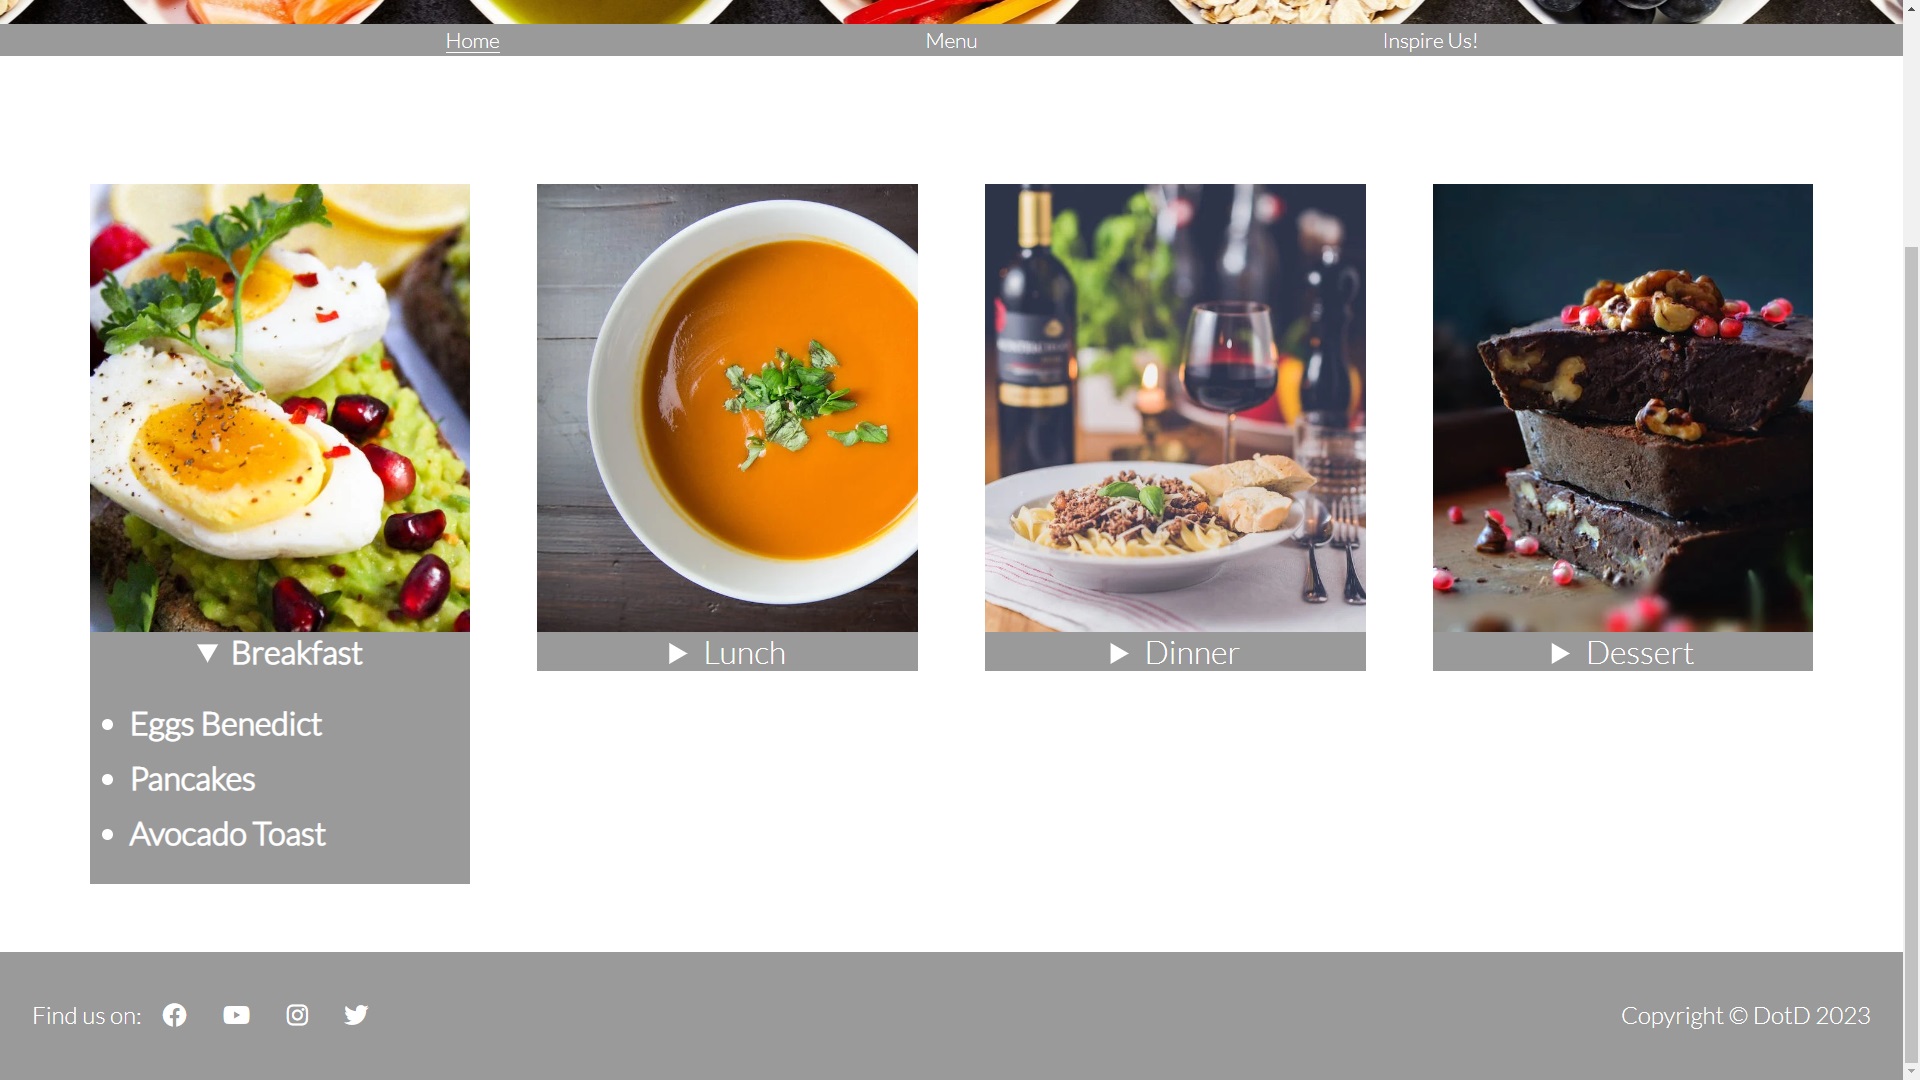 Home
Menu
Inspire Us!
Breakfast
Eggs Benedict
Pancakes
Avocado Toast
Lunch
Dinner
Dessert
Find us on:
Copyright © DotD 2023